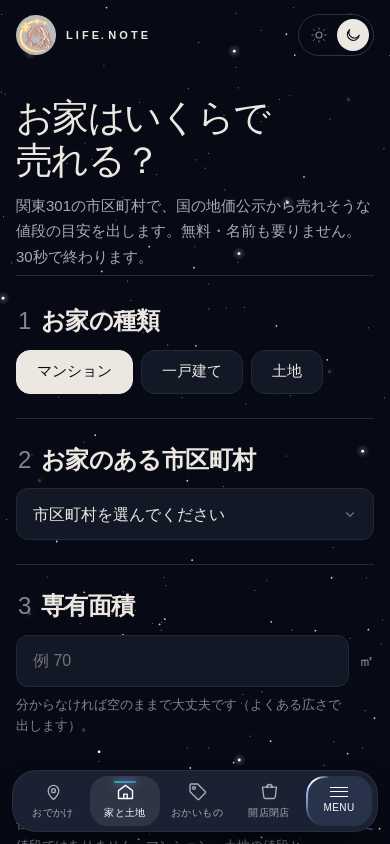 LIFE.NOTE
お家はいくらで
売れる？
関東301の市区町村で、国の地価公示から売れそうな
値段の目安を出します。無料・名前も要りません。
30秒で終わります。
1 お家の種類
マンション 一戸建て 土地
2 お家のある市区町村
市区町村を選んでください
3 専有面積
例 70 ㎡
分からなければ空のままで大丈夫です（よくある広さで
出します）。
おでかけ 家と土地 おかいもの 開店閉店 MENU